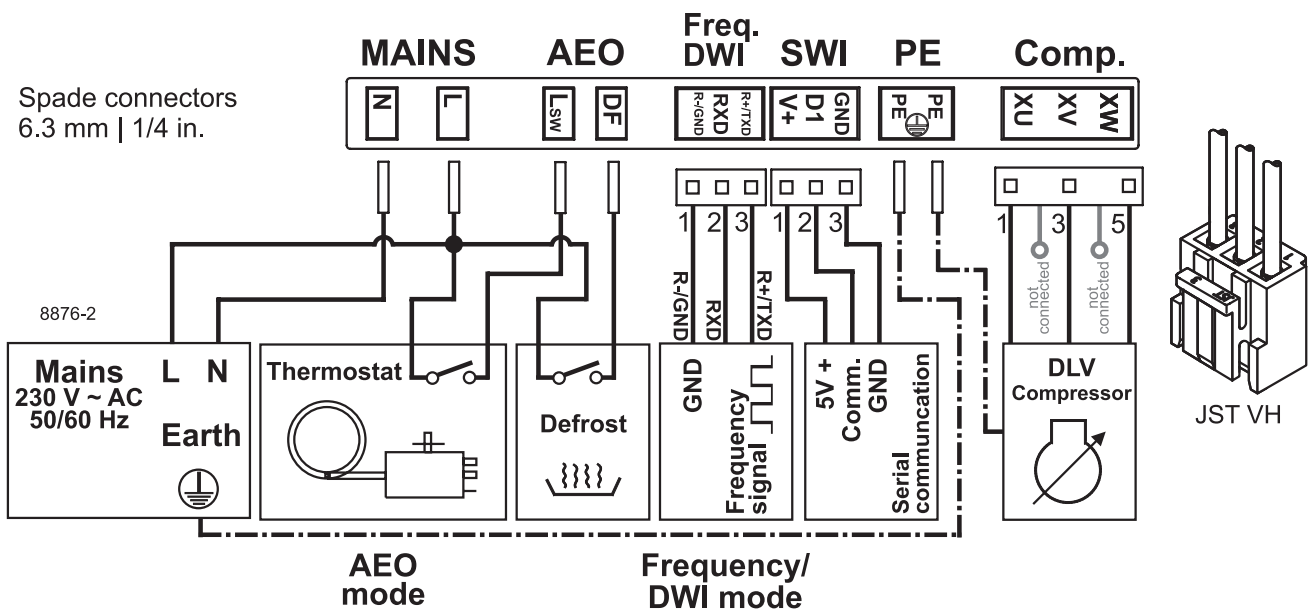 MAINS
AEO
Freq.
DWI
SWI
PE
Comp.
Spade connectors
6.3 mm | 1/4 in.
N
L
Lsw
DF
R-/GND
RXD
R+/TXD
V+
D1
GND
PE
PE
XU
XV
XW
1 2 3
1 2 3
1 3 5
not
connected
not
connected
R-/GND
RXD
R+/TXD
8876-2
Mains
230 V ~ AC
50/60 Hz
L N
Earth
Thermostat
Defrost
GND
Frequency
signal
5V +
Comm.
GND
Serial
communcation
DLV
Compressor
JST VH
AEO
mode
Frequency/
DWI mode